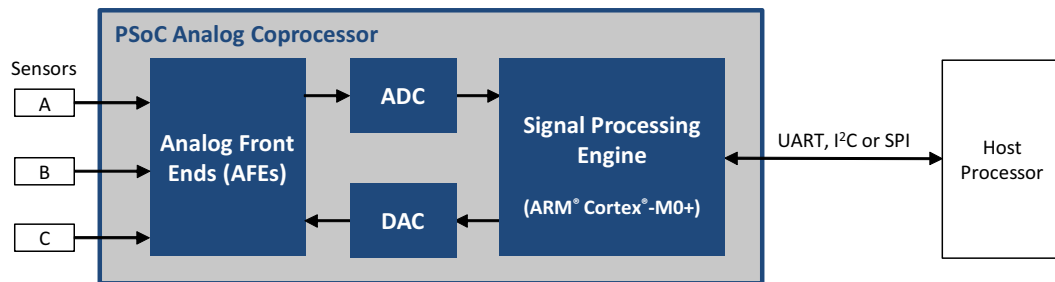 PSoC Analog Coprocessor
Sensors
A
B
C
Analog Front
Ends (AFEs)
ADC
DAC
Signal Processing
Engine
(ARM® Cortex®-M0+)
UART, I²C or SPI
Host
Processor